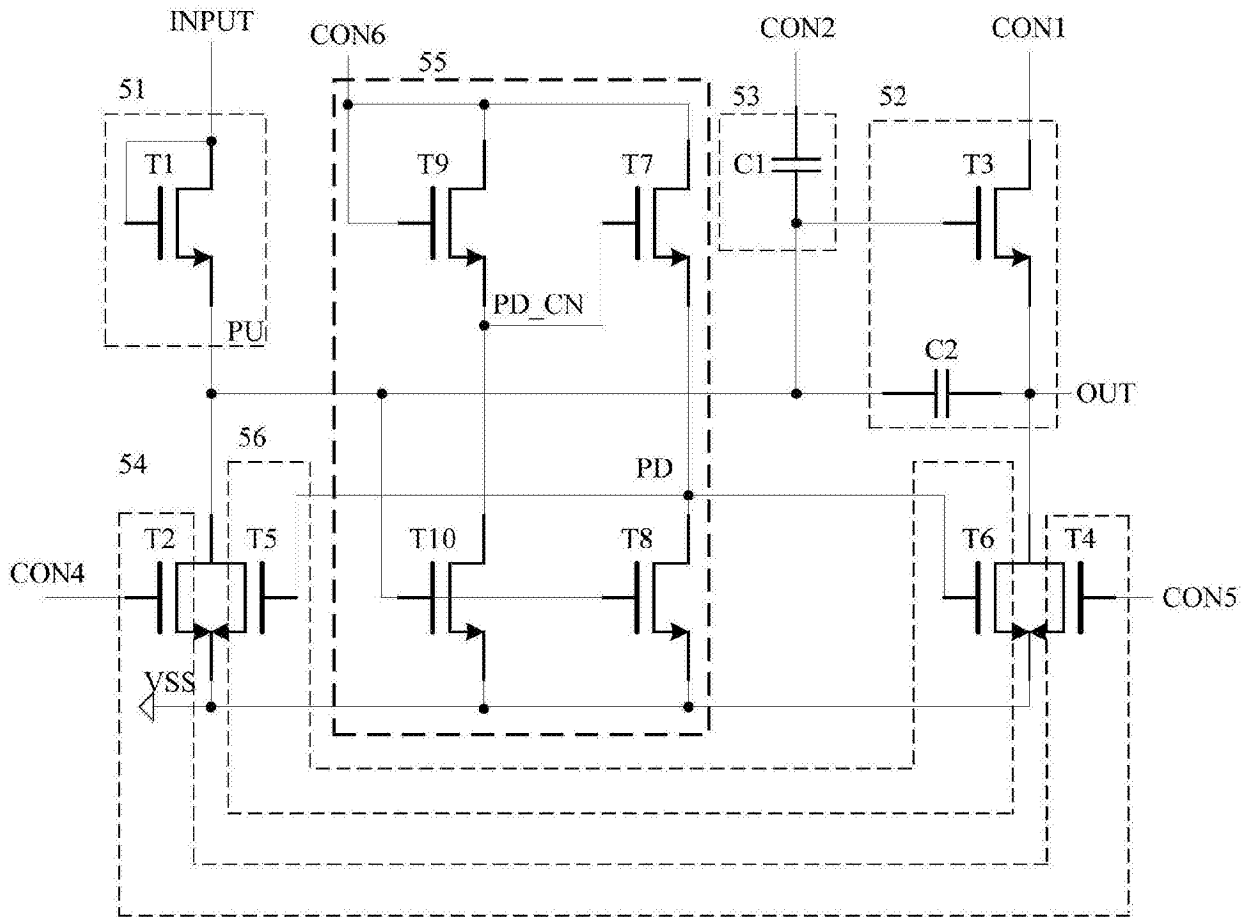 INPUT
CON6
CON2
CON1
51
55
53
52
T1
T9
T7
C1
T3
PD_CN
PU
C2
OUT
56
54
PD
T2
T5
T10
T8
T6
T4
CON4
CON5
VSS